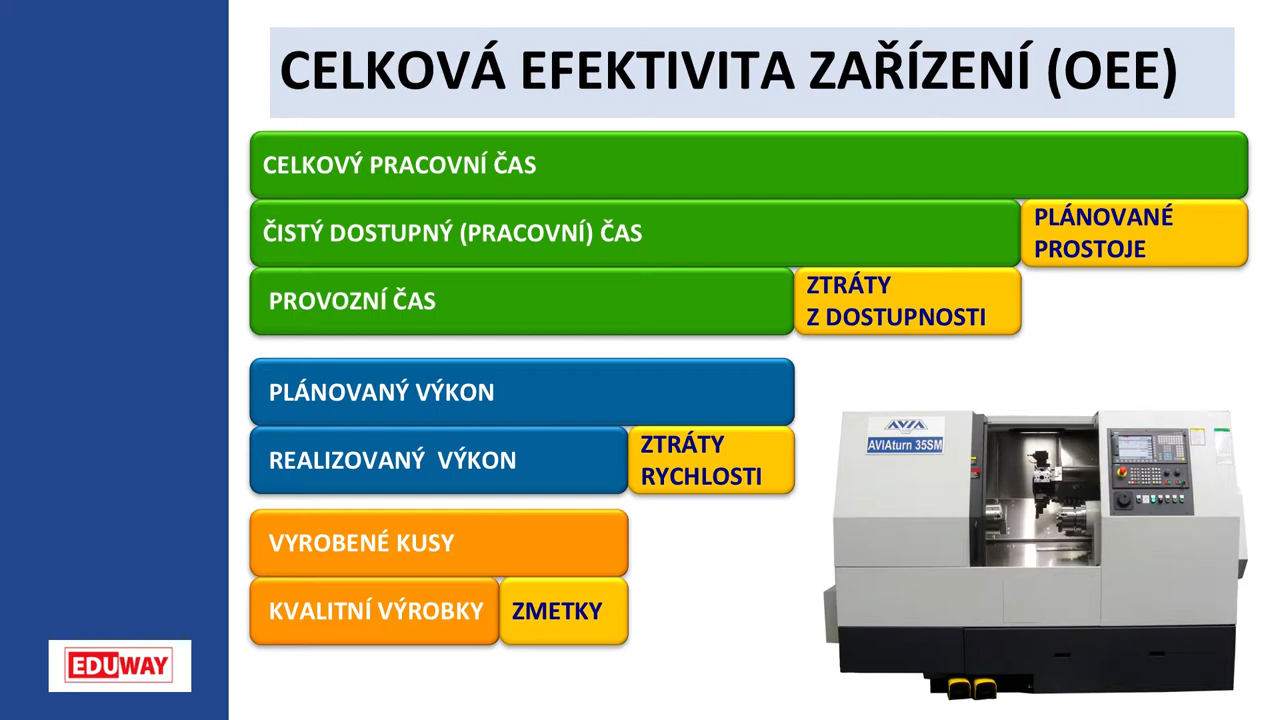 CELKOVÁ EFEKTIVITA ZAŘÍZENÍ (OEE)
CELKOVÝ PRACOVNÍ ČAS
ČISTÝ DOSTUPNÝ (PRACOVNÍ) ČAS
PLÁNOVANÉ
PROSTOJE
PROVOZNÍ ČAS
ZTRÁTY
Z DOSTUPNOSTI
PLÁNOVANÝ VÝKON
REALIZOVANÝ VÝKON
ZTRÁTY
RYCHLOSTI
VYROBENÉ KUSY
KVALITNÍ VÝROBKY
ZMETKY
AVIA
AVIAturn 35SM
EDUWAY